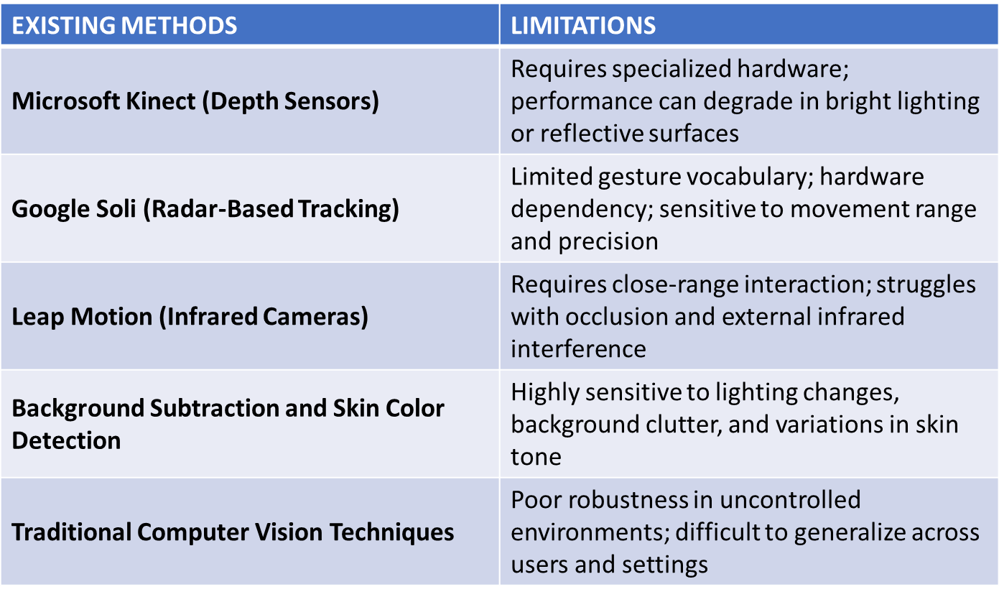 EXISTING METHODS
LIMITATIONS
Microsoft Kinect (Depth Sensors)
Requires specialized hardware;
performance can degrade in bright lighting
or reflective surfaces
Google Soli (Radar-Based Tracking)
Limited gesture vocabulary; hardware
dependency; sensitive to movement range
and precision
Leap Motion (Infrared Cameras)
Requires close-range interaction; struggles
with occlusion and external infrared
interference
Background Subtraction and Skin Color
Detection
Highly sensitive to lighting changes,
background clutter, and variations in skin
tone
Traditional Computer Vision Techniques
Poor robustness in uncontrolled
environments; difficult to generalize across
users and settings